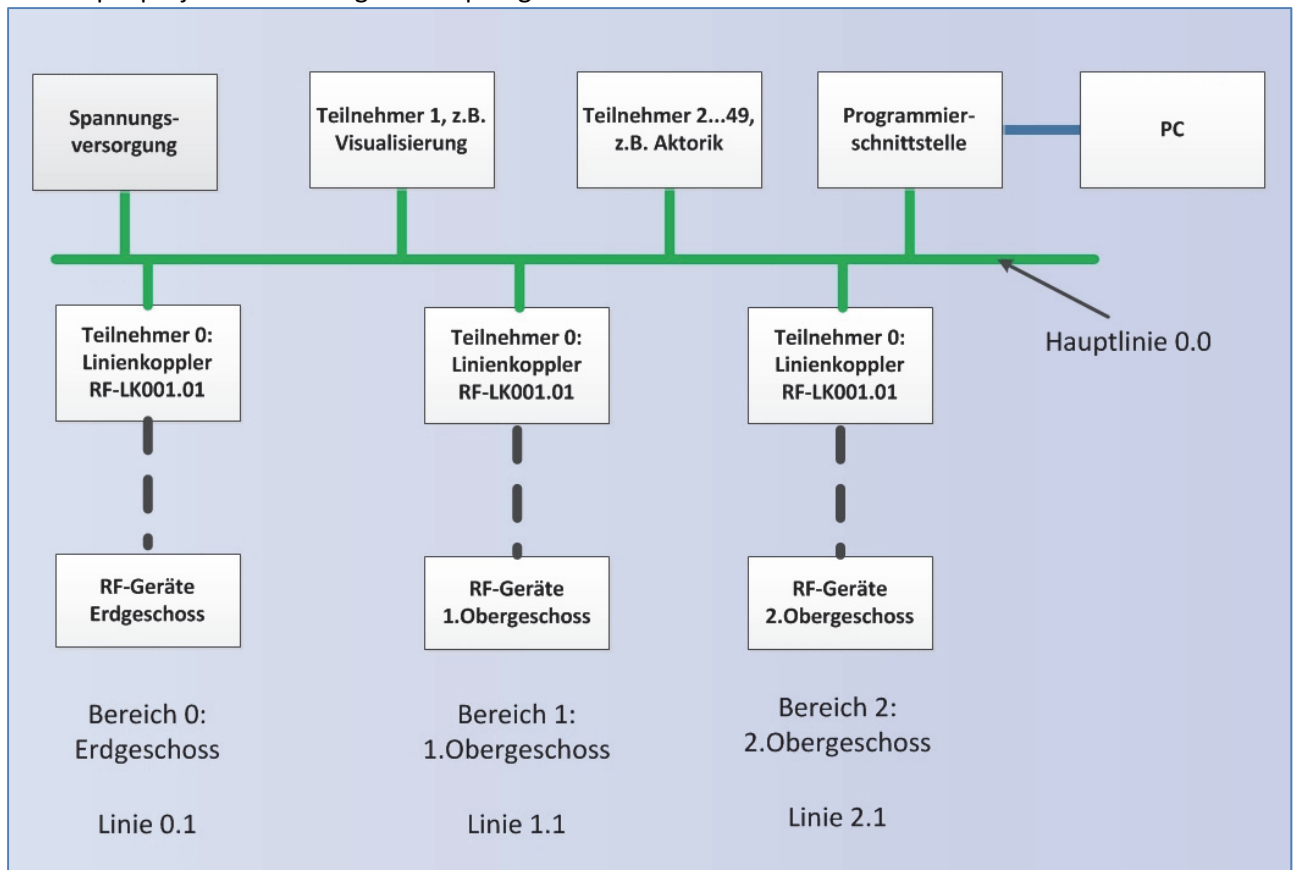 Spannungs-
versorgung
Teilnehmer 1, z.B.
Visualisierung
Teilnehmer 2...49,
z.B. Aktorik
Programmier-
schnittstelle
PC
Hauptlinie 0.0
Teilnehmer 0:
Linienkoppler
RF-LK001.01
Teilnehmer 0:
Linienkoppler
RF-LK001.01
Teilnehmer 0:
Linienkoppler
RF-LK001.01
RF-Geräte
Erdgeschoss
RF-Geräte
1.Obergeschoss
RF-Geräte
2.Obergeschoss
Bereich 0:
Erdgeschoss
Linie 0.1
Bereich 1:
1.Obergeschoss
Linie 1.1
Bereich 2:
2.Obergeschoss
Linie 2.1